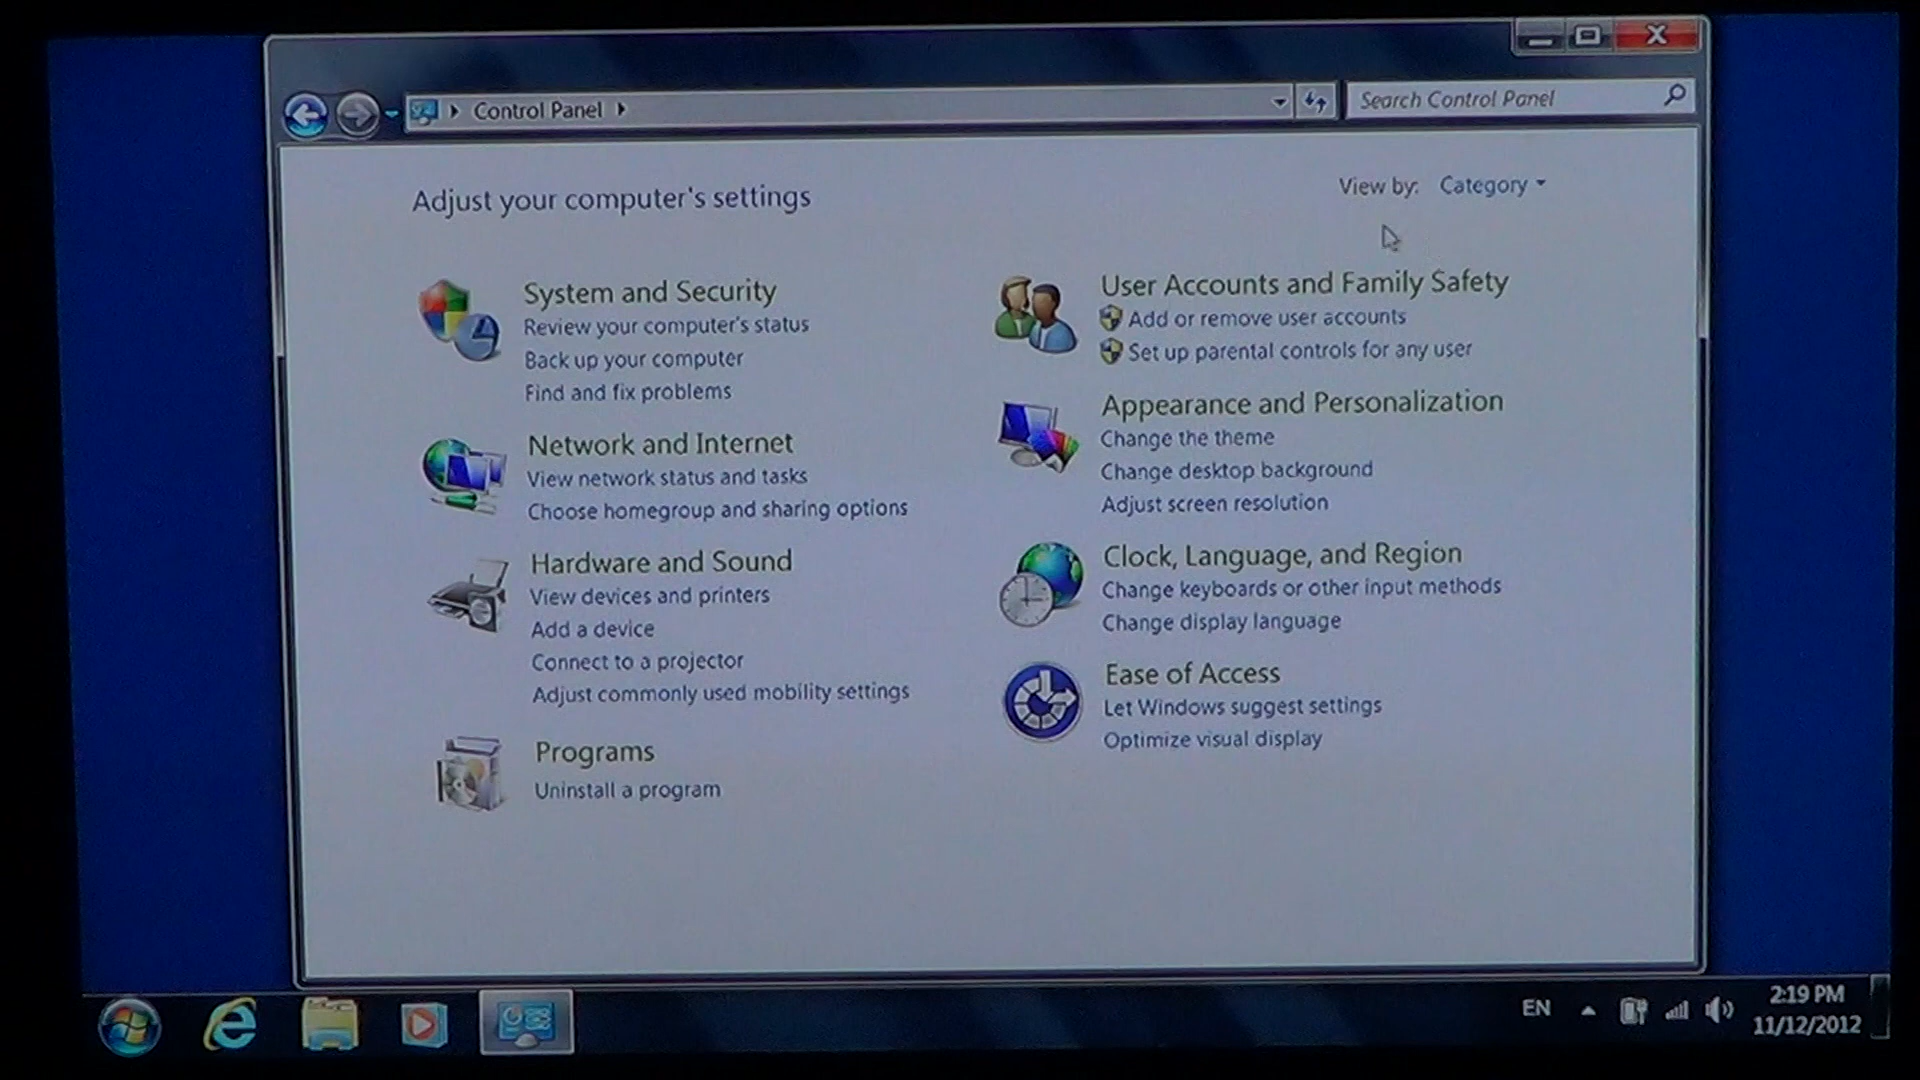 Control Panel
Search Control Panel
Adjust your computer's settings
View by: Category
System and Security
Review your computer's status
Back up your computer
Find and fix problems
Network and Internet
View network status and tasks
Choose homegroup and sharing options
Hardware and Sound
View devices and printers
Add a device
Connect to a projector
Adjust commonly used mobility settings
Programs
Uninstall a program
User Accounts and Family Safety
Add or remove user accounts
Set up parental controls for any user
Appearance and Personalization
Change the theme
Change desktop background
Adjust screen resolution
Clock, Language, and Region
Change keyboards or other input methods
Change display language
Ease of Access
Let Windows suggest settings
Optimize visual display
EN
2:19 PM
11/12/2012